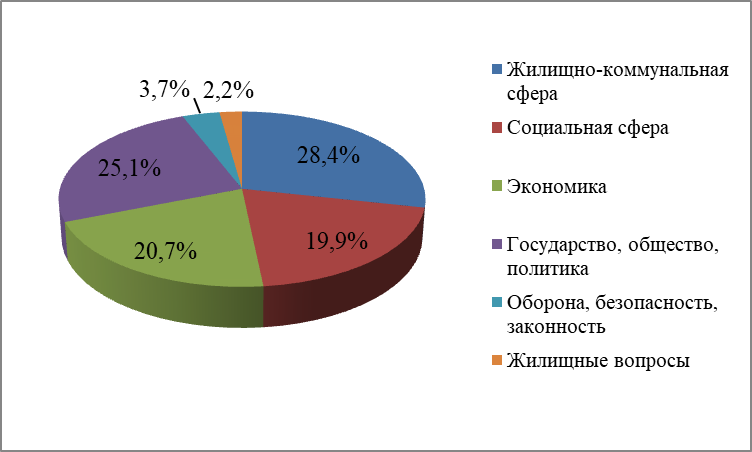 3,7%
2,2%
28,4%
25,1%
20,7%
19,9%
Жилищно-коммунальная
сфера
Социальная сфера
Экономика
Государство, общество,
политика
Оборона, безопасность,
законность
Жилищные вопросы